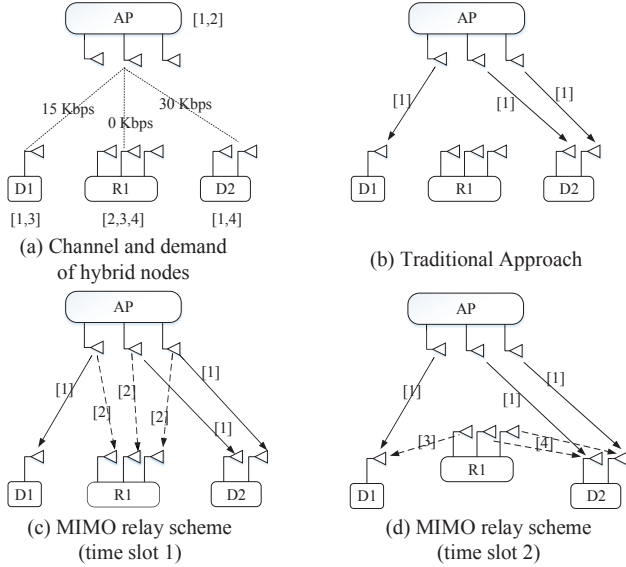 AP
[1,2]
15 Kbps
0 Kbps
30 Kbps
D1
R1
D2
[1,3]
[2,3,4]
[1,4]
(a) Channel and demand
of hybrid nodes
AP
[1]
[1]
[1]
D1
R1
D2
(b) Traditional Approach
AP
[1]
[2]
[2]
[2]
[1]
[1]
D1
R1
D2
(c) MIMO relay scheme
(time slot 1)
AP
[1]
[1]
[1]
[3]
[4]
R1
D1
D2
(d) MIMO relay scheme
(time slot 2)